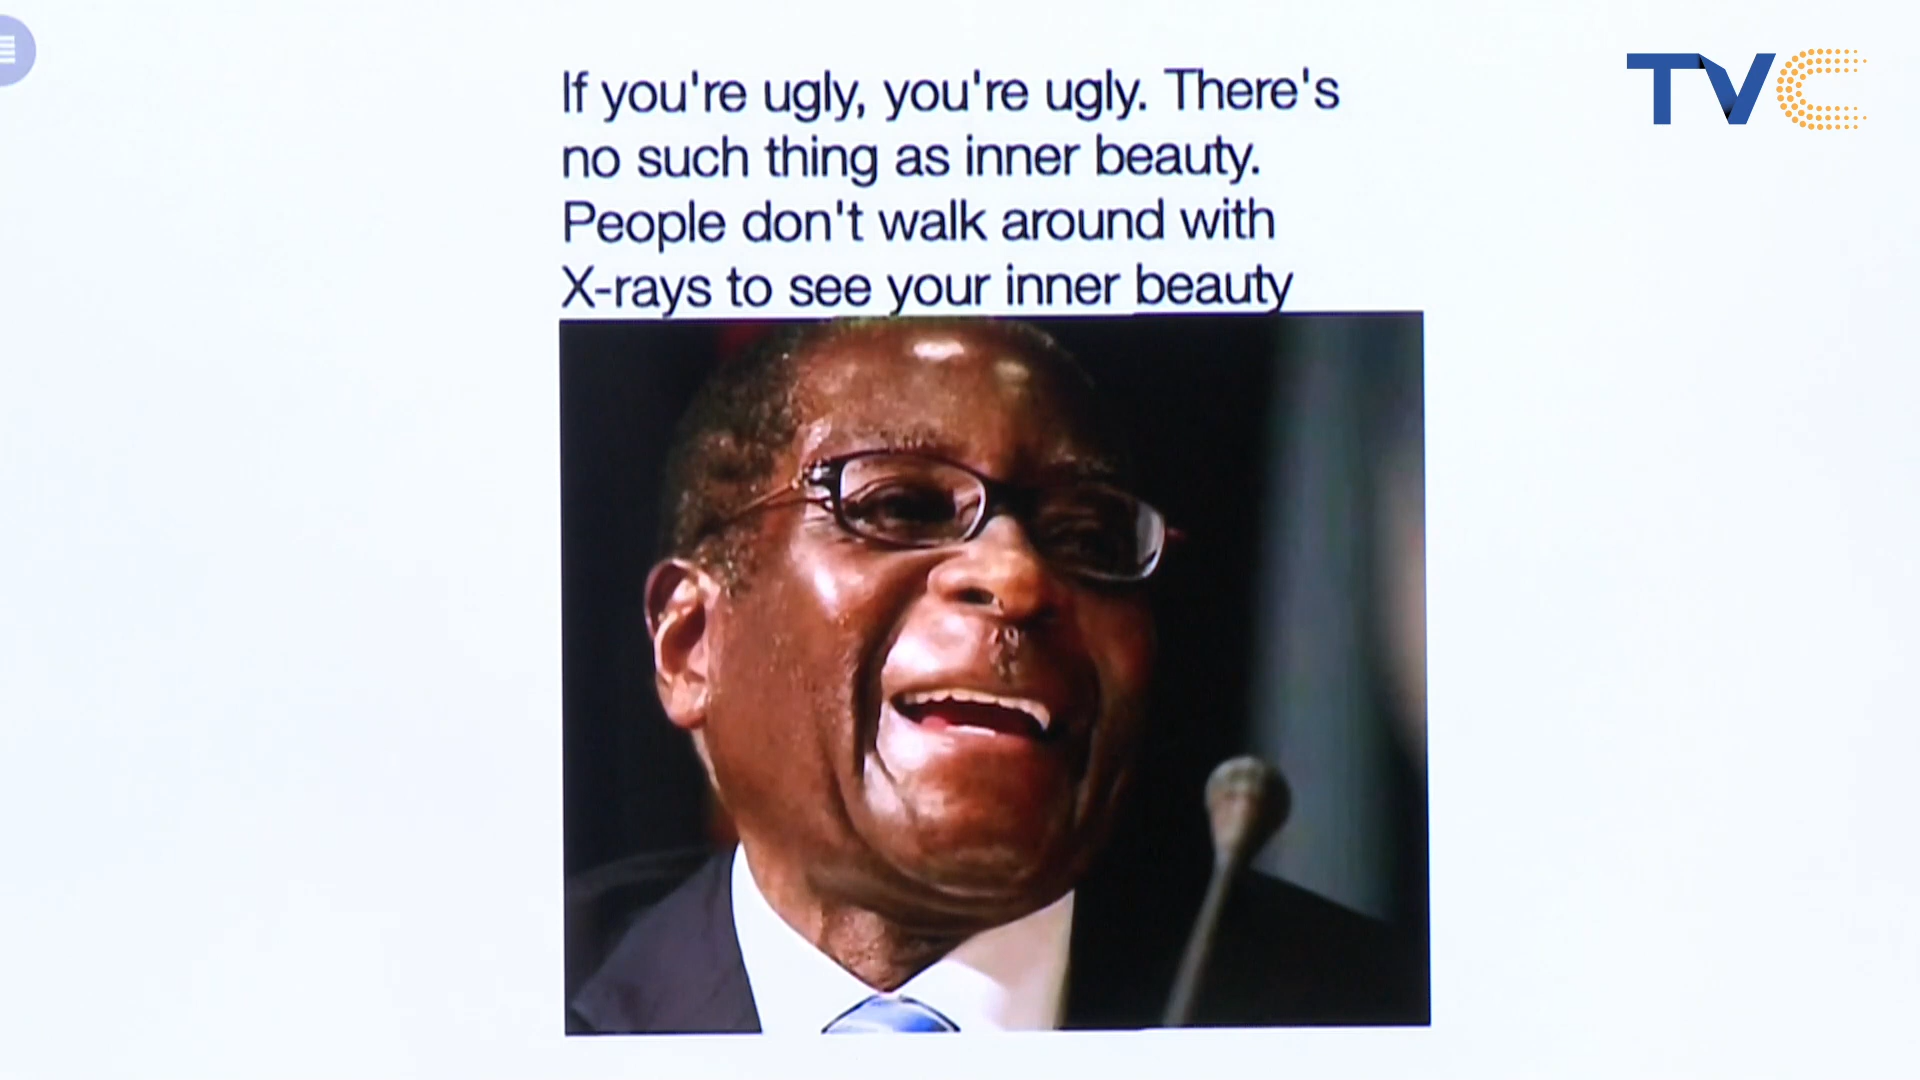 TVC
If you're ugly, you're ugly. There's
no such thing as inner beauty.
People don't walk around with
X-rays to see your inner beauty